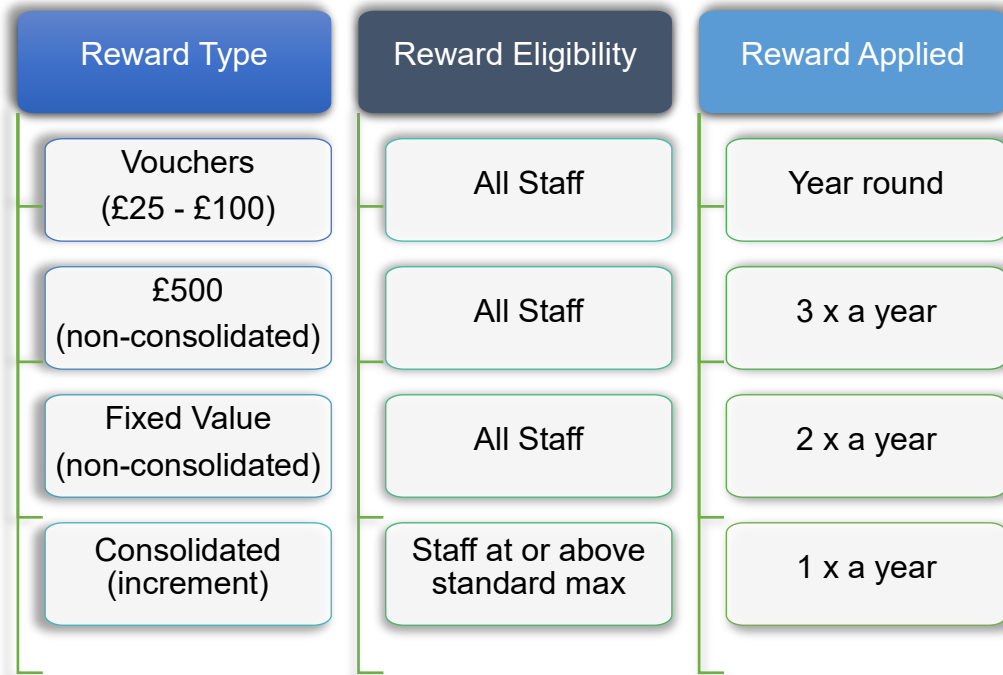 Reward Type
Reward Eligibility
Reward Applied
Vouchers
(£25 - £100)
All Staff
Year round
£500
(non-consolidated)
All Staff
3 x a year
Fixed Value
(non-consolidated)
All Staff
2 x a year
Consolidated
(increment)
Staff at or above
standard max
1 x a year